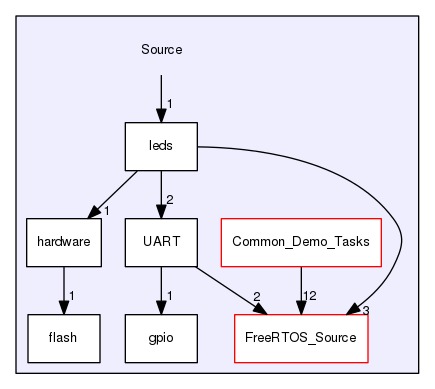 Source
1
leds
1
2
hardware
UART
Common_Demo_Tasks
1
1
2
12
3
flash
gpio
FreeRTOS_Source